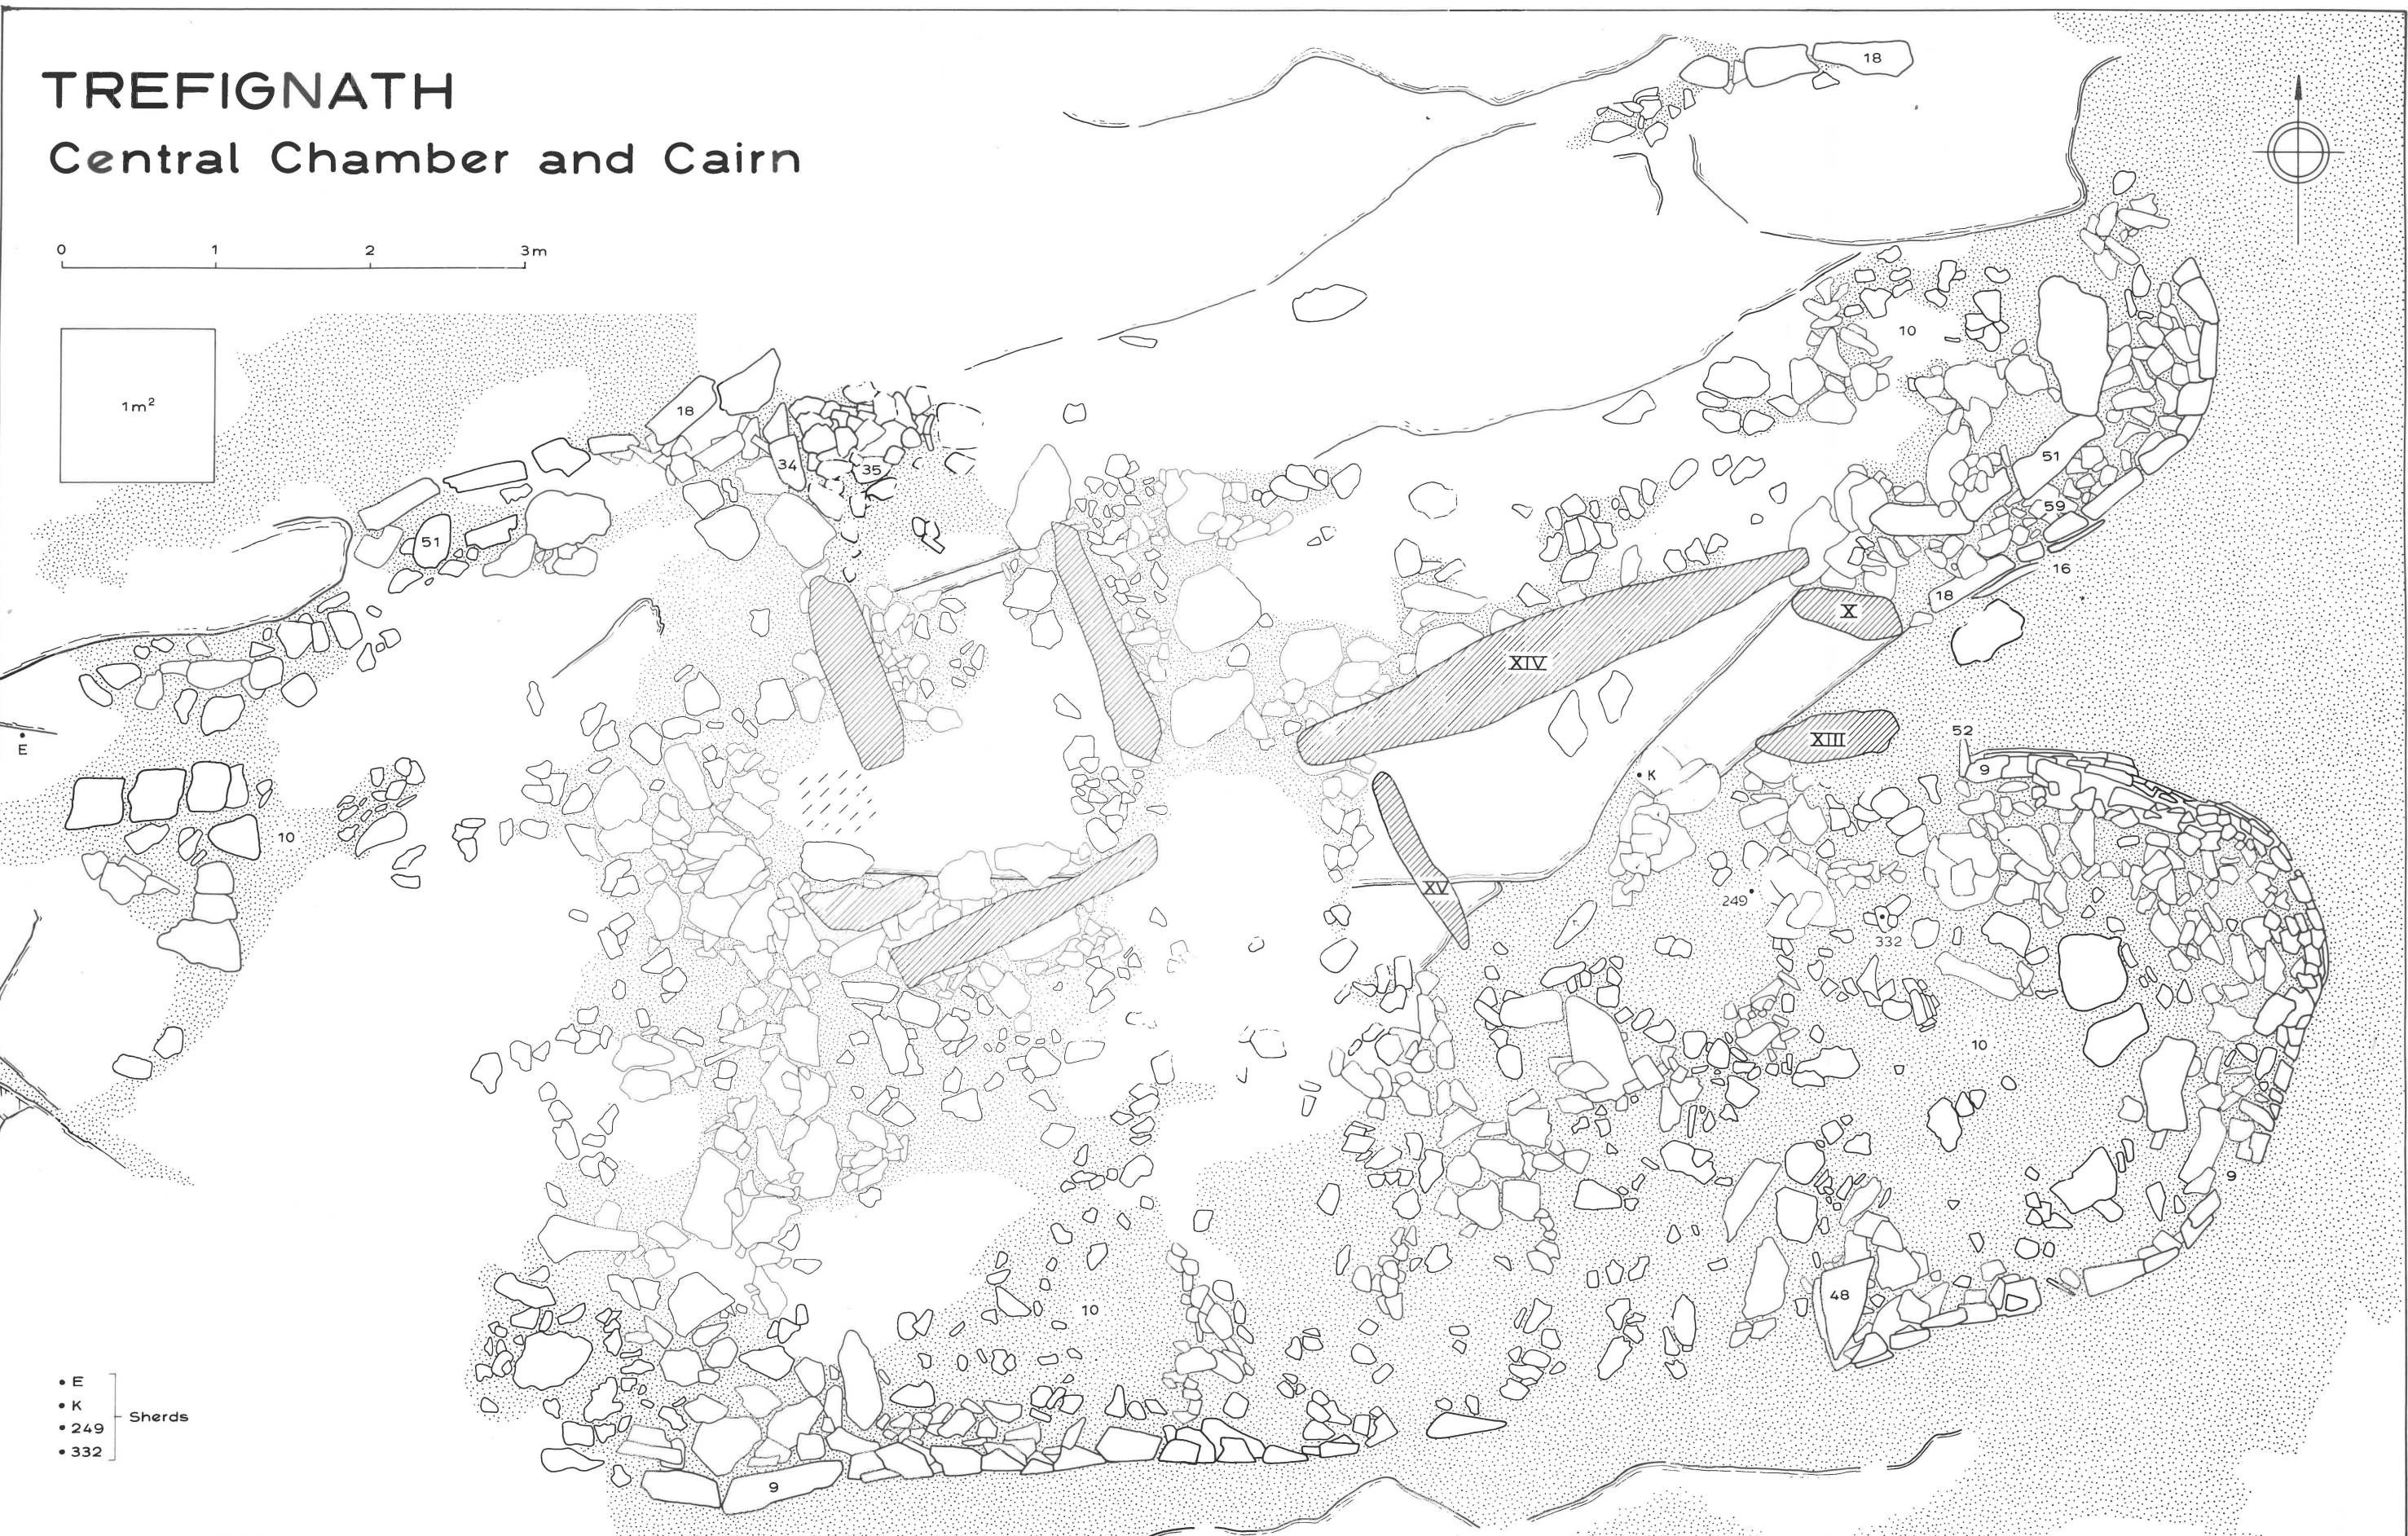 TREFIGNATH
Central Chamber and Cairn
0 1 2 3m
1m²
18
18
34
35
51
10
51
59
16
18
X
XIV
XIII
E
52
9
K
XV
249
332
10
10
9
48
10
9
• E
• K
• 249
• 332
Sherds